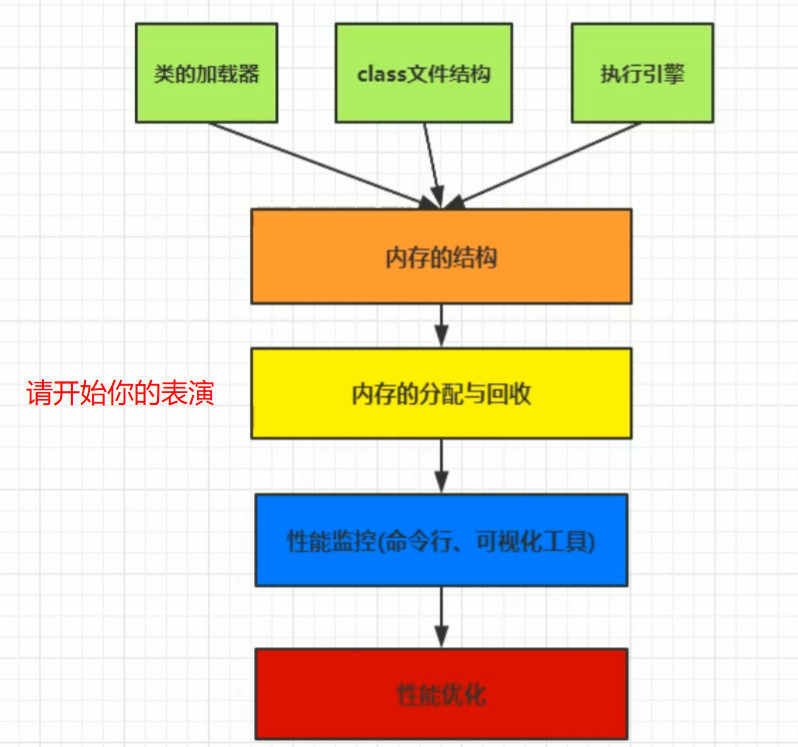 类的加载器
class文件结构
执行引擎
内存的结构
请开始你的表演
内存的分配与回收
性能监控(命令行、可视化工具)
性能优化